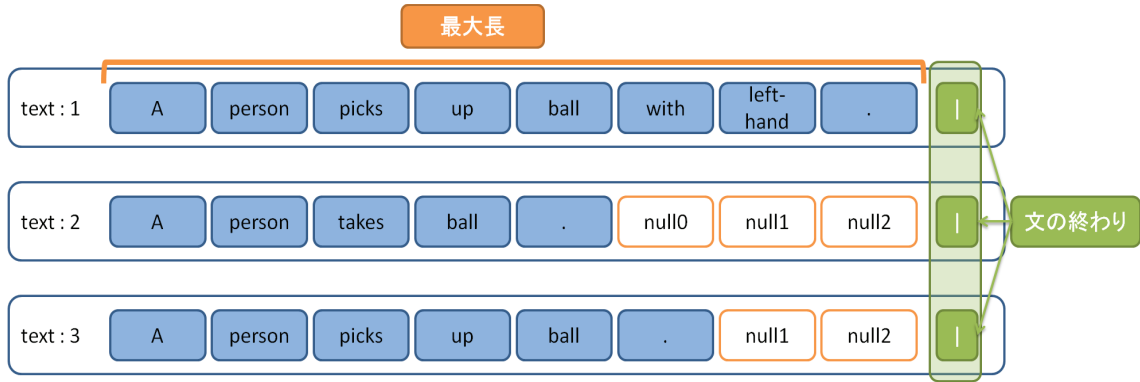 最大長
text : 1 A person picks up ball with left-hand . |
text : 2 A person takes ball . null0 null1 null2 |
文の終わり
text : 3 A person picks up ball . null1 null2 |